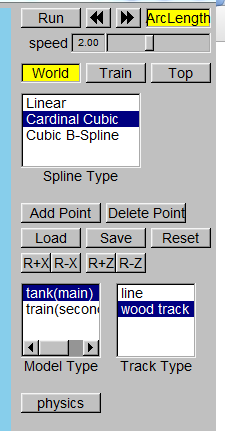 Run ArcLength
speed 2.00
World Train Top
Linear
Cardinal Cubic
Cubic B-Spline
Spline Type
Add Point Delete Point
Load Save Reset
R+X R-X R+Z R-Z
tank(main) line
train(secon wood track
Model Type Track Type
physics